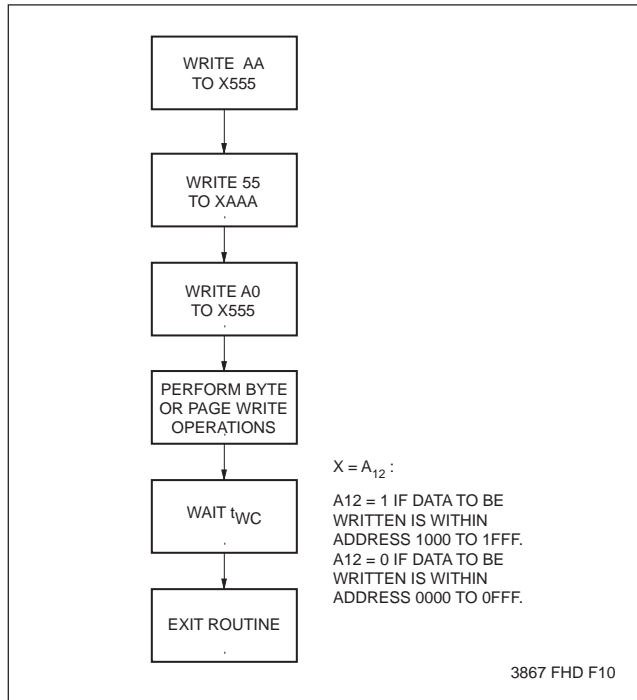 WRITE AA
TO X555
WRITE 55
TO XAAA
WRITE A0
TO X555
PERFORM BYTE
OR PAGE WRITE
OPERATIONS
WAIT tWC
EXIT ROUTINE
X = A12 :
A12 = 1 IF DATA TO BE
WRITTEN IS WITHIN
ADDRESS 1000 TO 1FFF.
A12 = 0 IF DATA TO BE
WRITTEN IS WITHIN
ADDRESS 0000 TO 0FFF.
3867 FHD F10